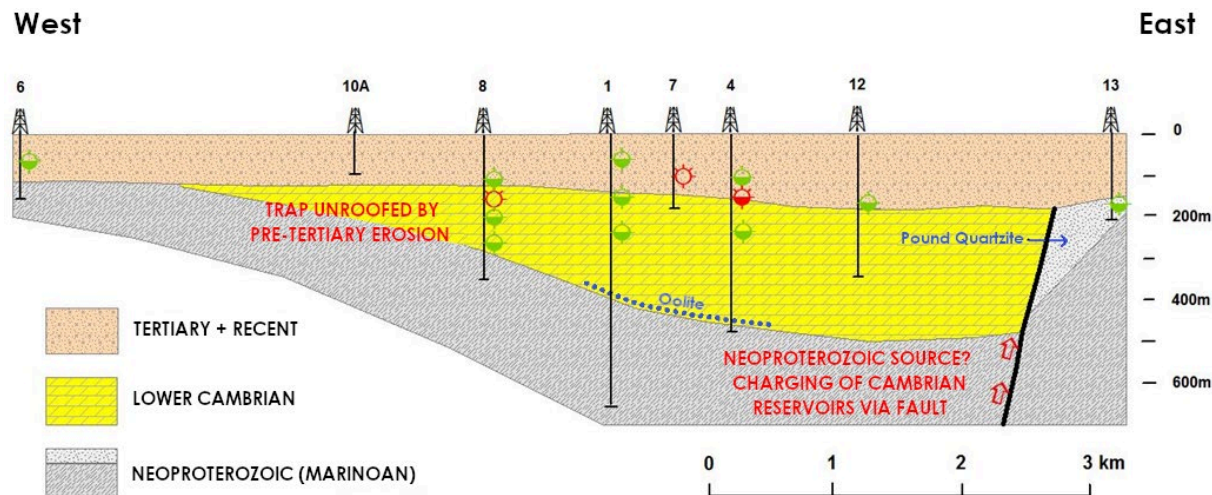 West
East
6
10A
8
1
7
4
12
13
0
200m
400m
600m
TRAP UNROOFED BY
PRE-TERTIARY EROSION
Pound Quartzite
Oolite
NEOPROTEROZOIC SOURCE?
CHARGING OF CAMBRIAN
RESERVOIRS VIA FAULT
TERTIARY + RECENT
LOWER CAMBRIAN
NEOPROTEROZOIC (MARINOAN)
0
1
2
3 km